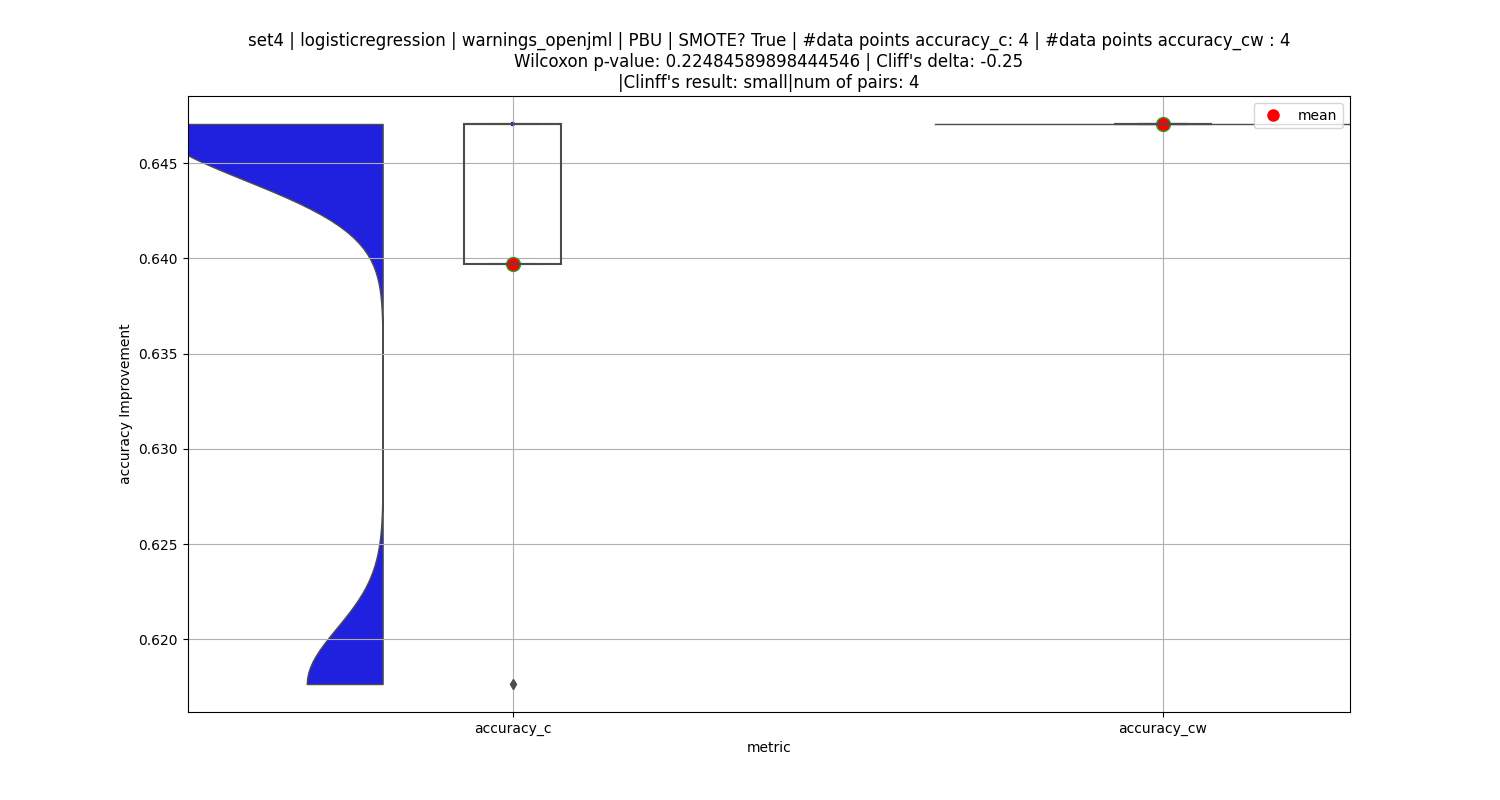 set4 | logisticregression | warnings_openjml | PBU | SMOTE? True | #data points accuracy_c: 4 | #data points accuracy_cw : 4
Wilcoxon p-value: 0.22484589898444546 | Cliff's delta: -0.25
|Clinff's result: small|num of pairs: 4
mean
0.645
0.640
0.635
0.630
0.625
0.620
accuracy Improvement
accuracy_c
accuracy_cw
metric